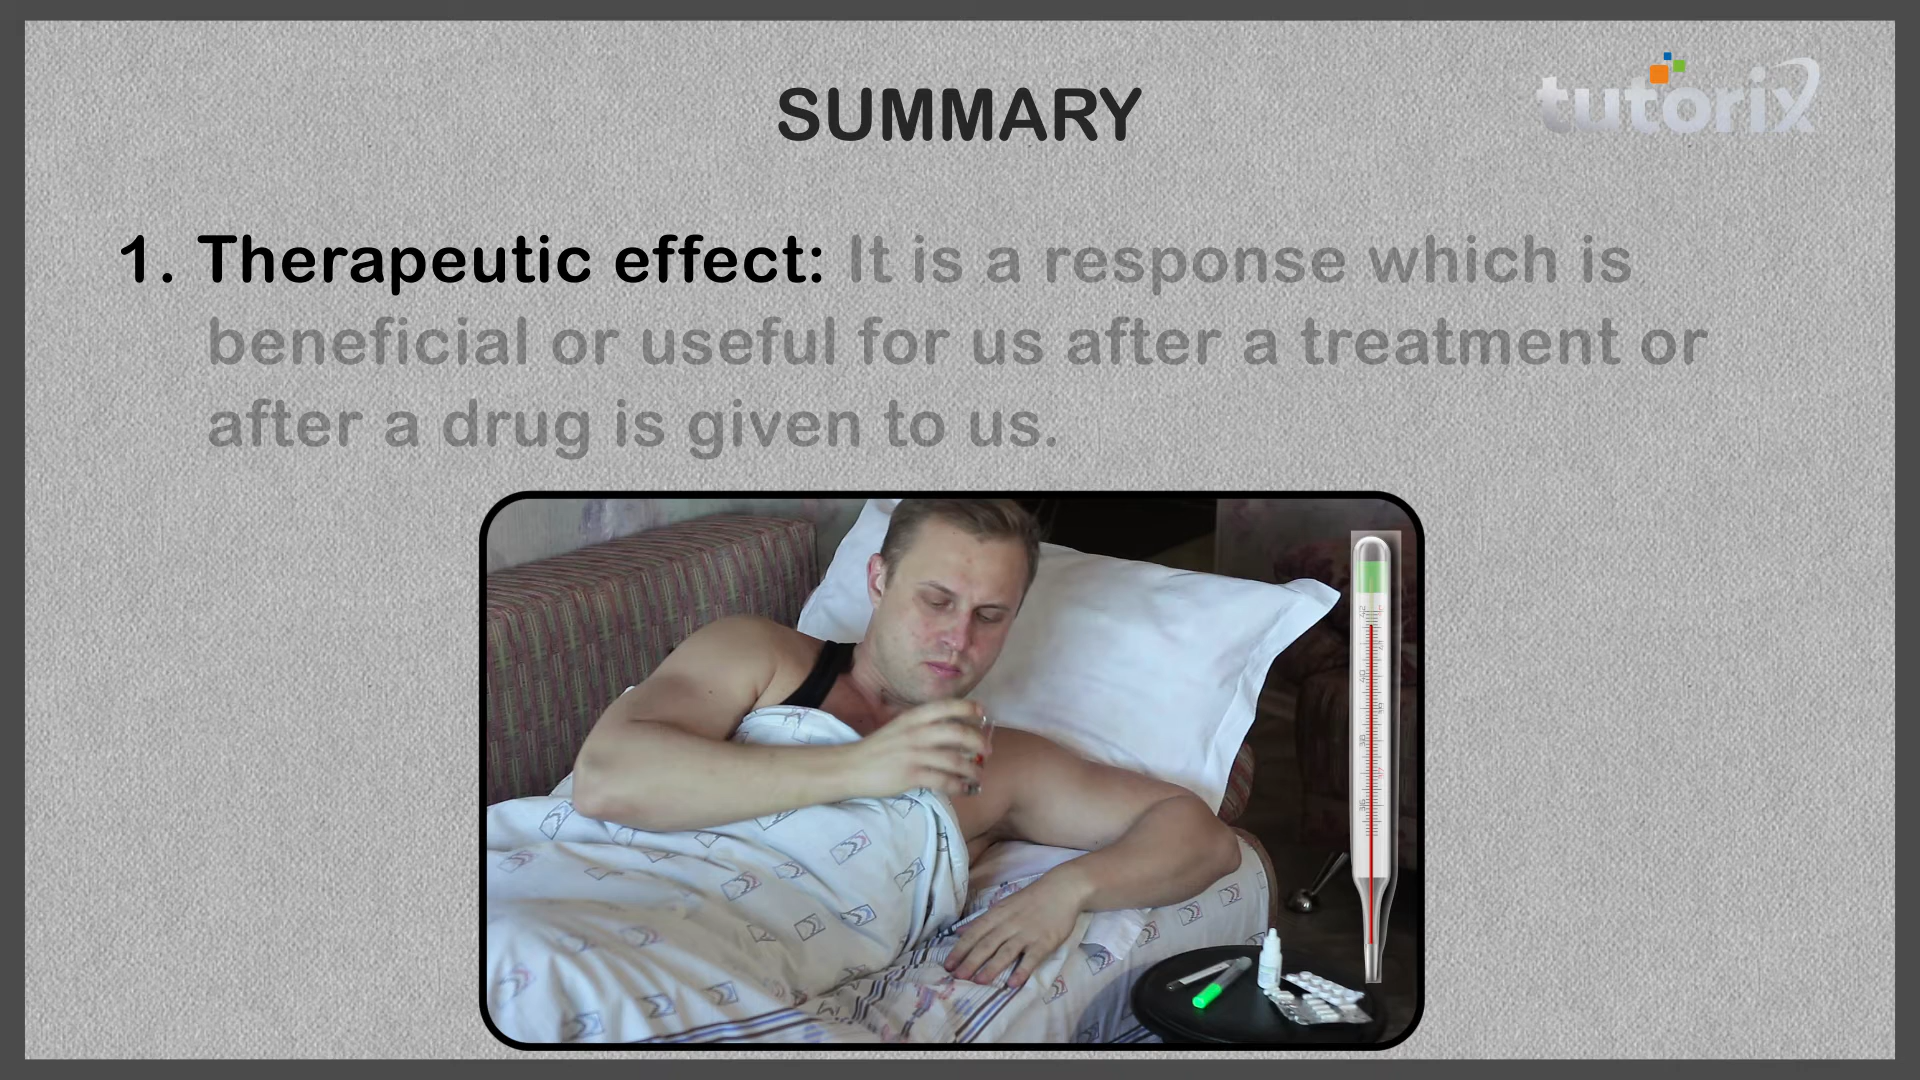 SUMMARY
tutorix
1. Therapeutic effect: It is a response which is
beneficial or useful for us after a treatment or
after a drug is given to us.